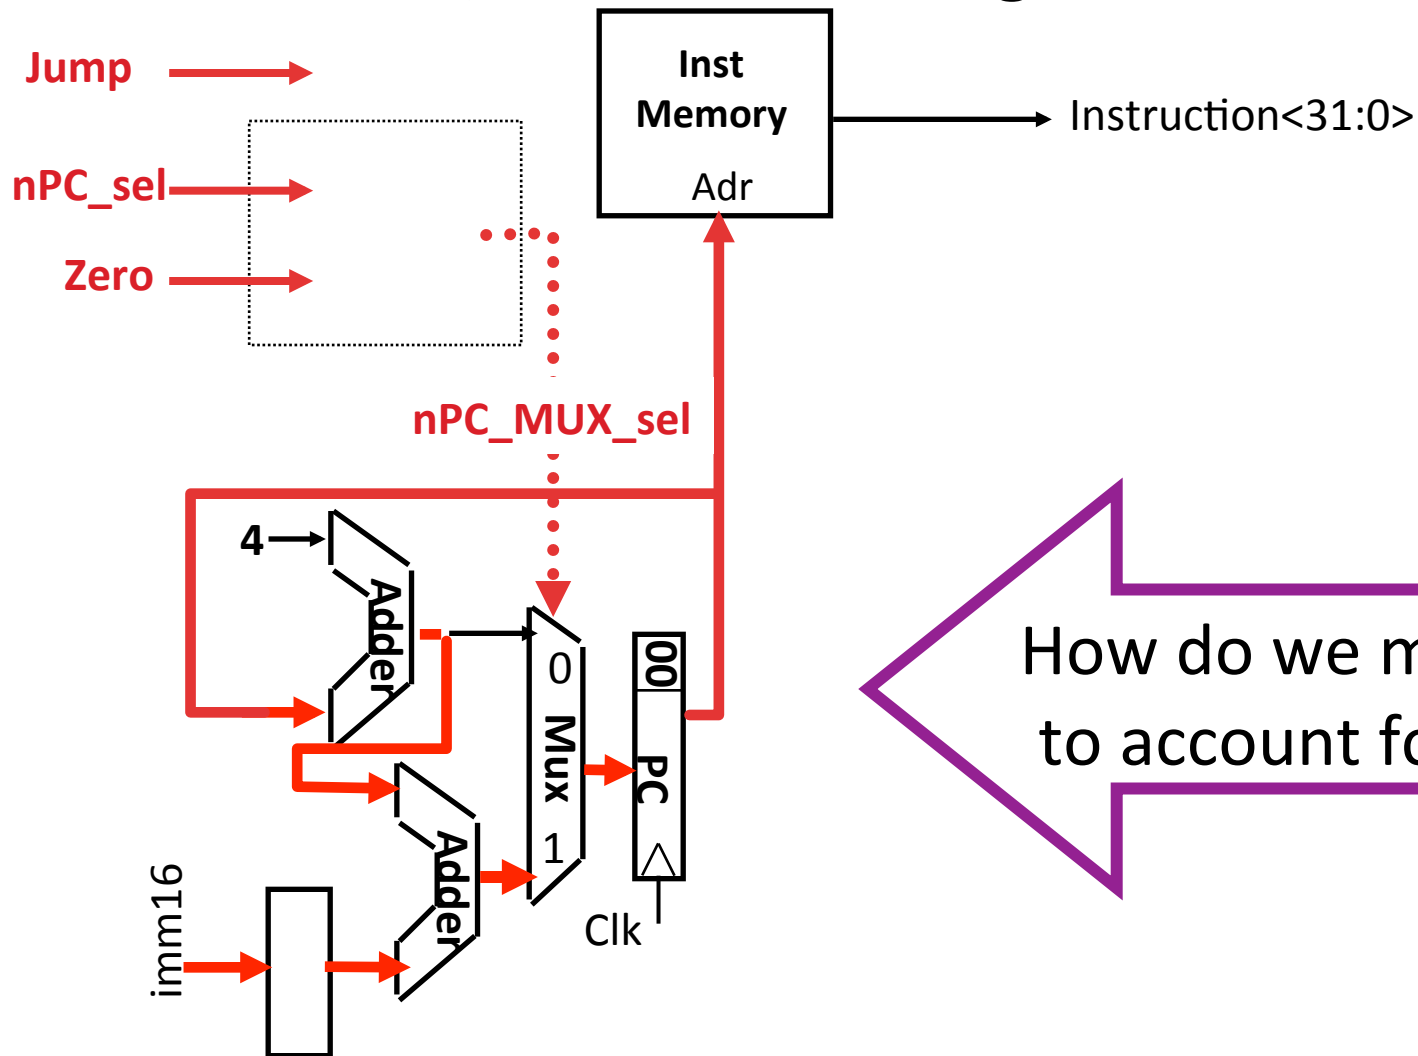 Jump
Inst
Memory
Adr
Instruction<31:0>
nPC_sel
Zero
nPC_MUX_sel
4
Adder
0
Mux
1
00
PC
Clk
Adder
imm16
How do we
to account